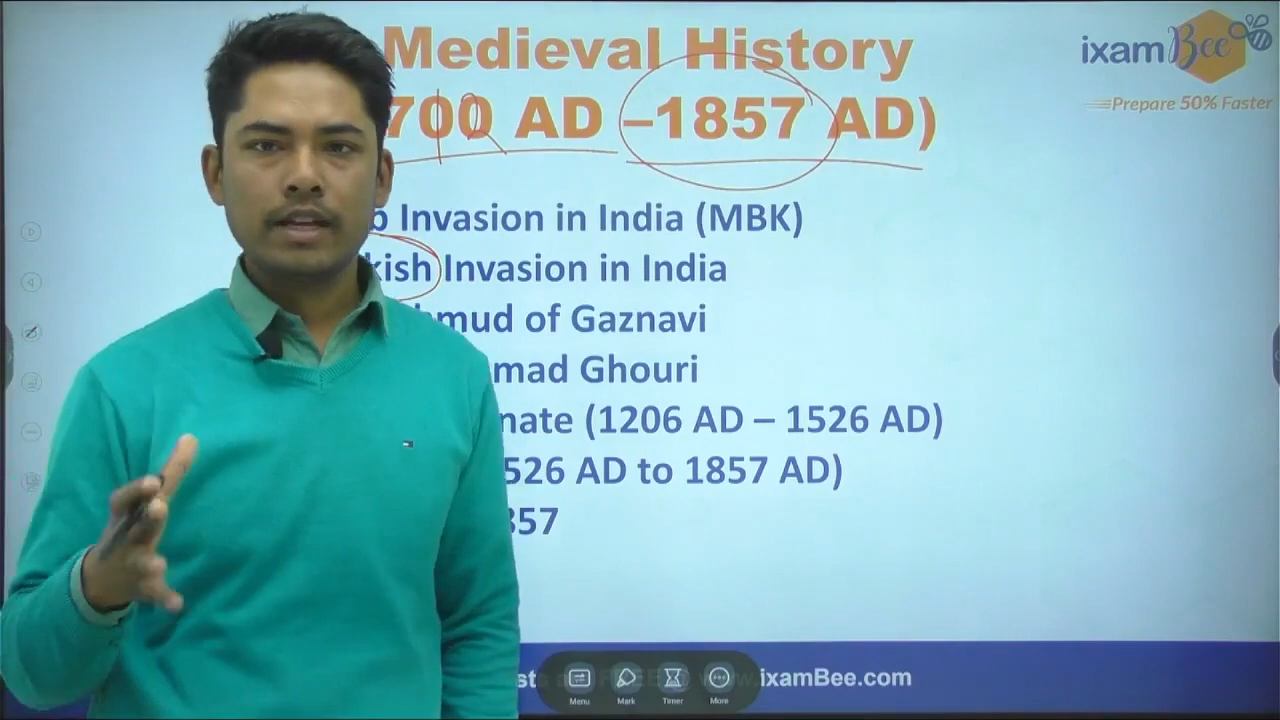 Medieval History
ixamBee
700 AD –1857 AD)
Prepare 50% Faster
Invasion in India (MBK)
kish Invasion in India
hmud of Gaznavi
mad Ghouri
nate (1206 AD – 1526 AD)
526 AD to 1857 AD)
857
ixamBee.com
Menu Mark Timer More